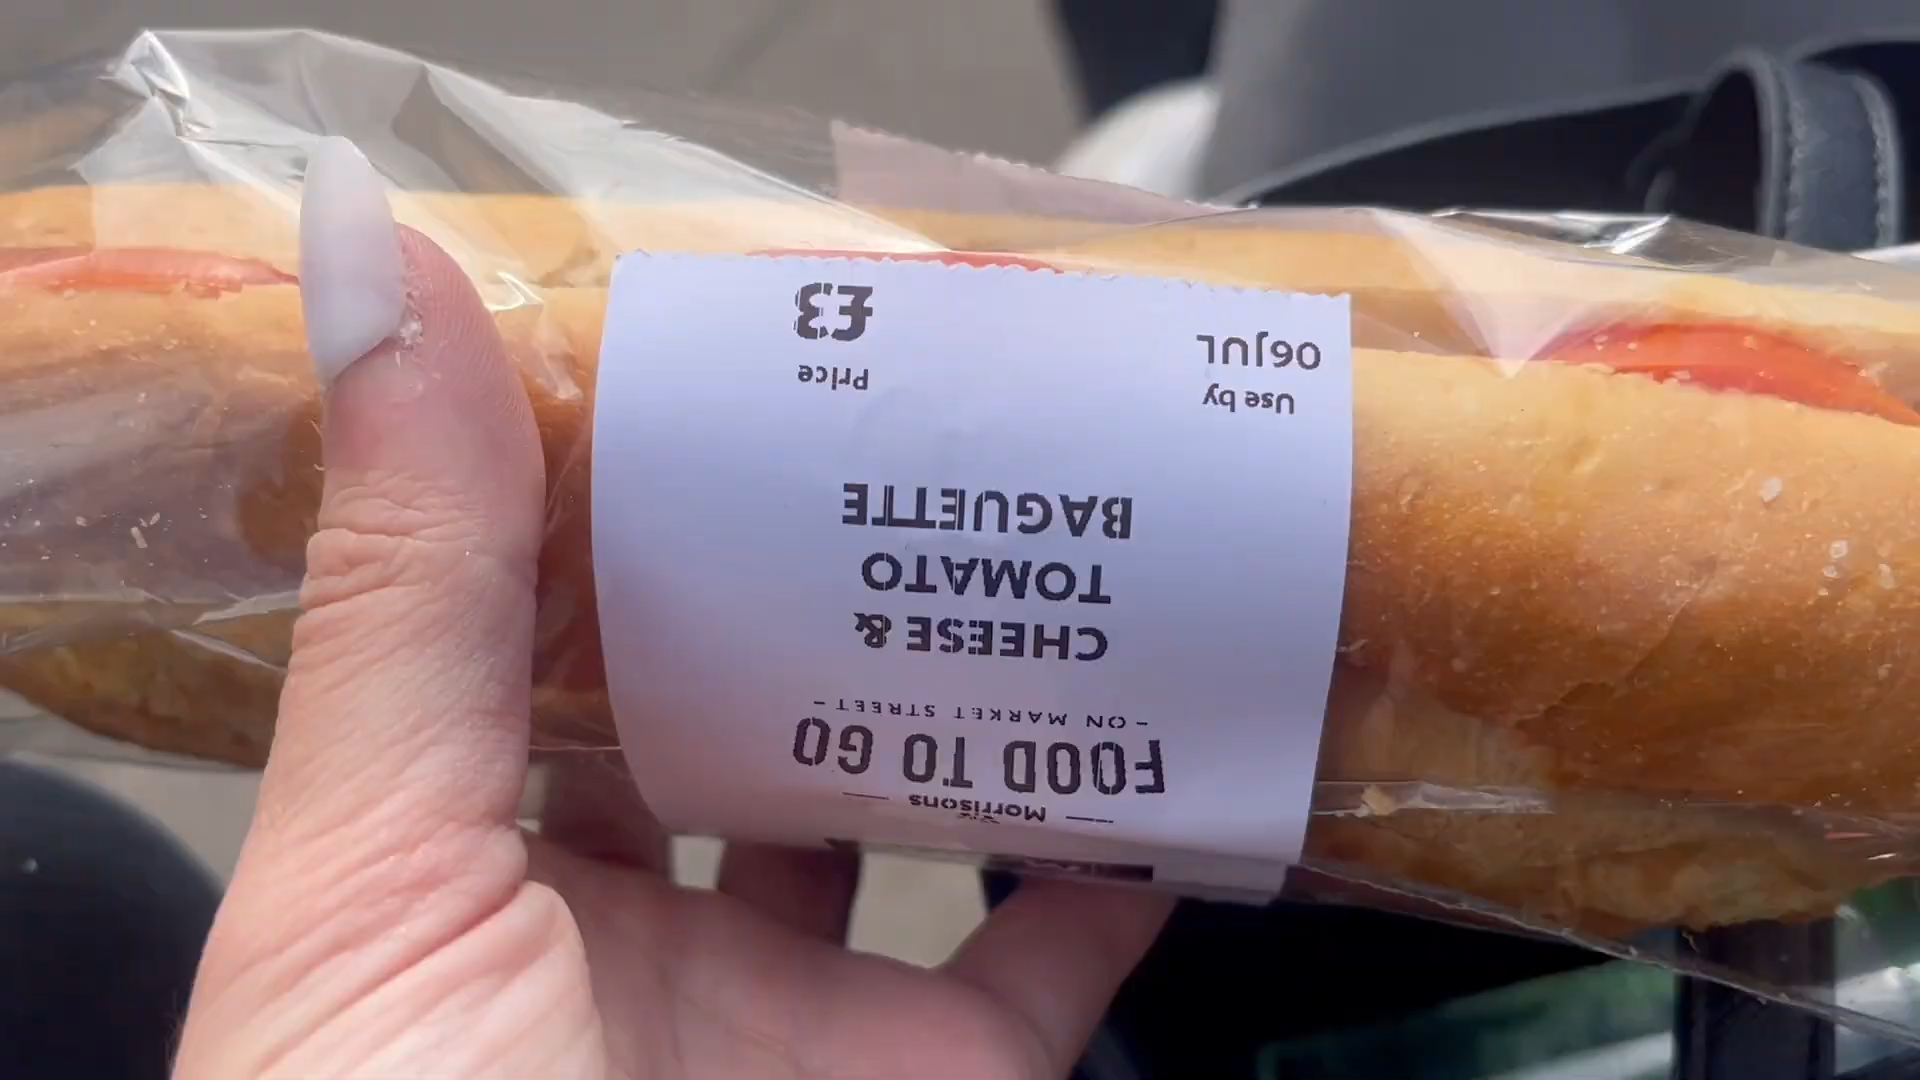 Morrisons
FOOD TO GO
- ON MARKET STREET -
CHEESE &
TOMATO
BAGUETTE
Use by
06JUL
Price
£3